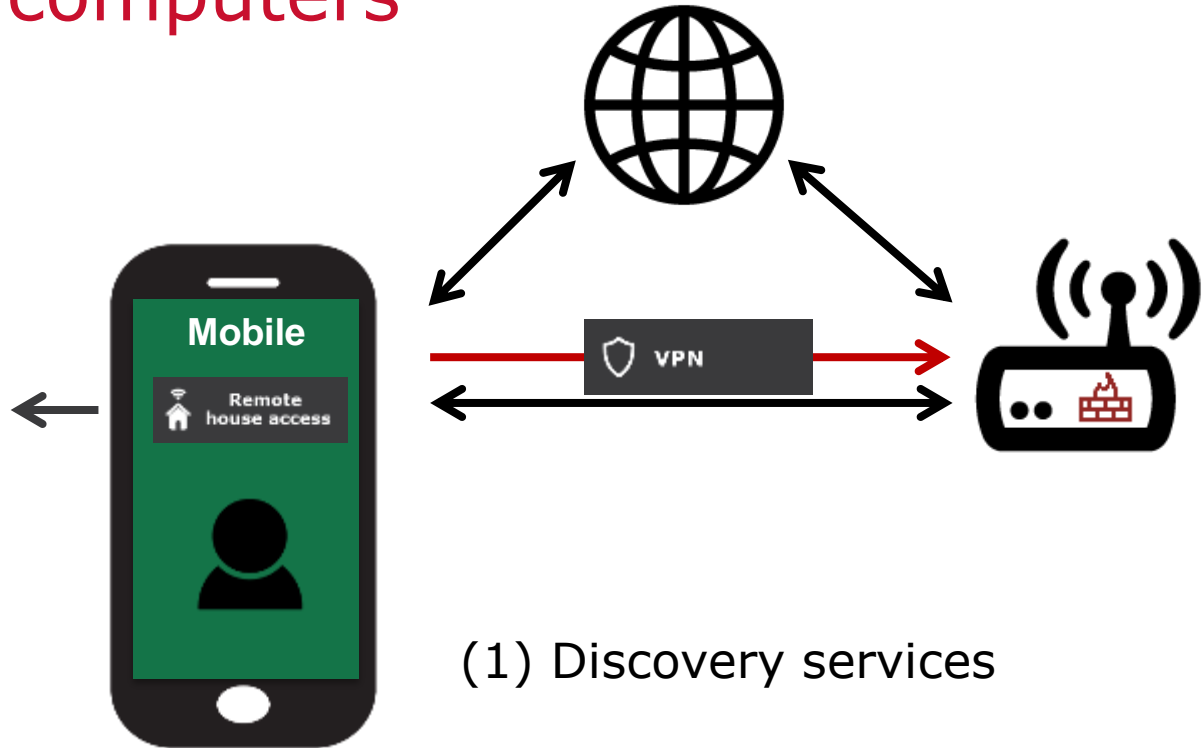 computers
Mobile
Remote
house access
VPN
(1) Discovery services